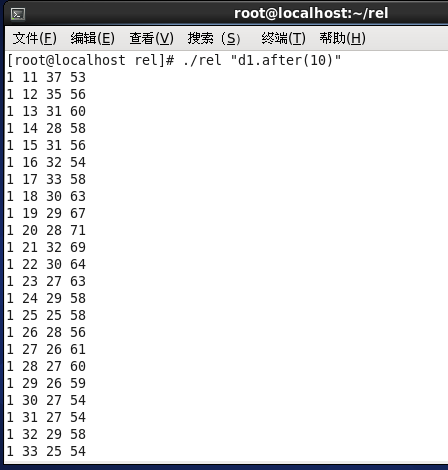 root@localhost:~/rel
文件(F) 编辑(E) 查看(V) 搜索 (S) 终端(T) 帮助(H)
[root@localhost rel]# ./rel "d1.after(10)"
1 11 37 53
1 12 35 56
1 13 31 60
1 14 28 58
1 15 31 56
1 16 32 54
1 17 33 58
1 18 30 63
1 19 29 67
1 20 28 71
1 21 32 69
1 22 30 64
1 23 27 63
1 24 29 58
1 25 25 58
1 26 28 56
1 27 26 61
1 28 27 60
1 29 26 59
1 30 27 54
1 31 27 54
1 32 29 58
1 33 25 54